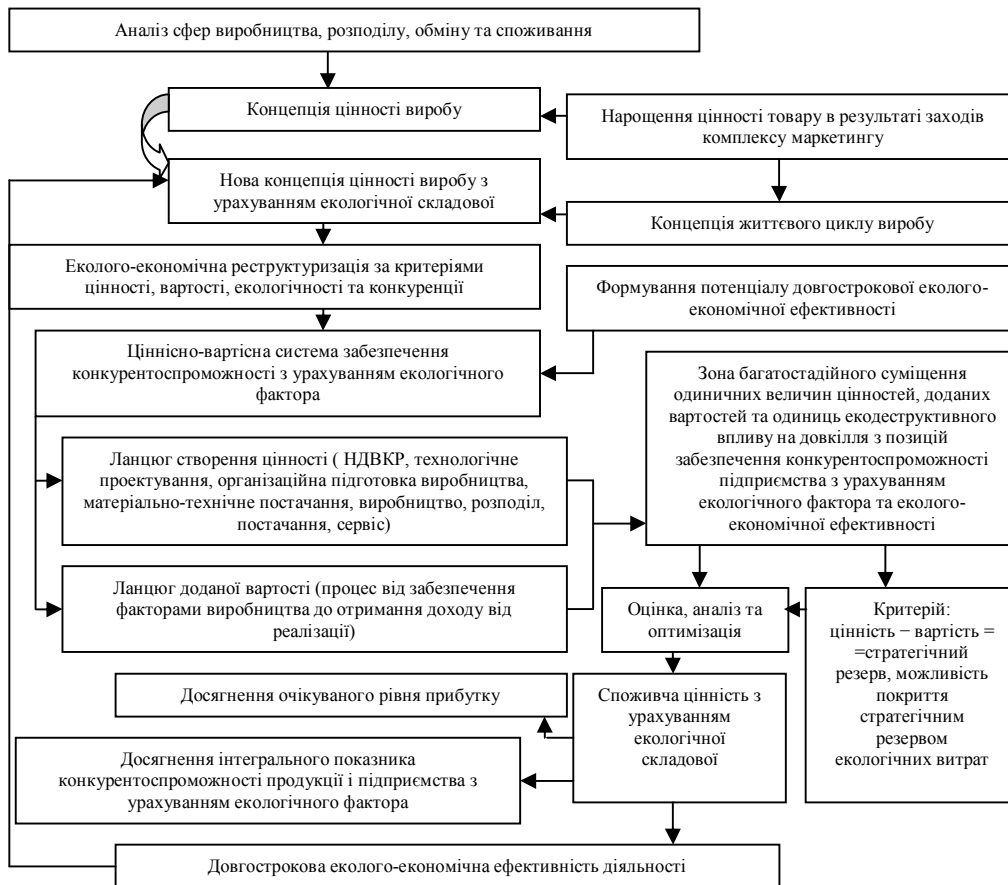 Аналіз сфер виробництва, розподілу, обміну та споживання
Концепція цінності виробу
Нарощення цінності товару в результаті заходів
комплексу маркетингу
Нова концепція цінності виробу з
урахуванням екологічної складової
Концепція життєвого циклу виробу
Еколого-економічна реструктуризація за критеріями
цінності, вартості, екологічності та конкуренції
Формування потенціалу довгострокової еколого-
економічної ефективності
Ціннісно-вартісна система забезпечення
конкурентоспроможності з урахуванням екологічного
фактора
Зона багатостадійного суміщення
одиничних величин цінностей, доданих
вартостей та одиниць екодеструктивного
впливу на довкілля з позицій
забезпечення конкурентоспроможності
підприємства з урахуванням
екологічного фактора та еколого-
економічної ефективності
Ланцюг створення цінності ( НДВКР, технологічне
проектування, організаційна підготовка виробництва,
матеріально-технічне постачання, виробництво, розподіл,
постачання, сервіс)
Ланцюг доданої вартості (процес від забезпечення
факторами виробництва до отримання доходу від
реалізації)
Оцінка, аналіз та
оптимізація
Критерій:
цінність − вартість =
=стратегічний
резерв, можливість
покриття
стратегічним
резервом
екологічних витрат
Досягнення очікуваного рівня прибутку
Споживча цінність з
урахуванням
екологічної
складової
Досягнення інтегрального показника
конкурентоспроможності продукції і підприємства з
урахуванням екологічного фактора
Довгострокова еколого-економічна ефективність діяльності